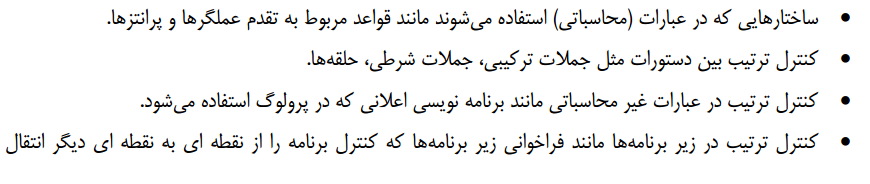 • ساختارهایی که در عبارات (محاسباتی) استفاده می‌شوند مانند قواعد مربوط به تقدم عملگرها و پرانتزها.
• کنترل ترتیب بین دستورات مثل جملات ترکیبی، جملات شرطی، حلقه‌ها.
• کنترل ترتیب در عبارات غیر محاسباتی مانند برنامه نویسی اعلانی که در پرولوگ استفاده می‌شود.
• کنترل ترتیب در زیر برنامه‌ها مانند فراخوانی زیر برنامه‌ها که کنترل برنامه را از نقطه ای به نقطه ای دیگر انتقال